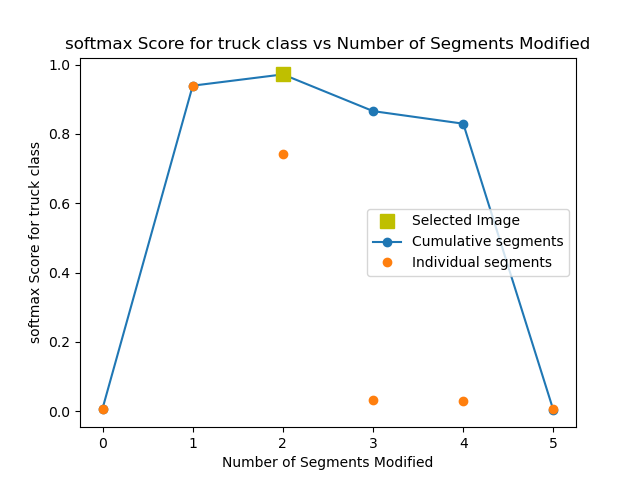 softmax Score for truck class vs Number of Segments Modified
softmax Score for truck class
1.0
0.8
0.6
0.4
0.2
0.0
Selected Image
Cumulative segments
Individual segments
0 1 2 3 4 5
Number of Segments Modified